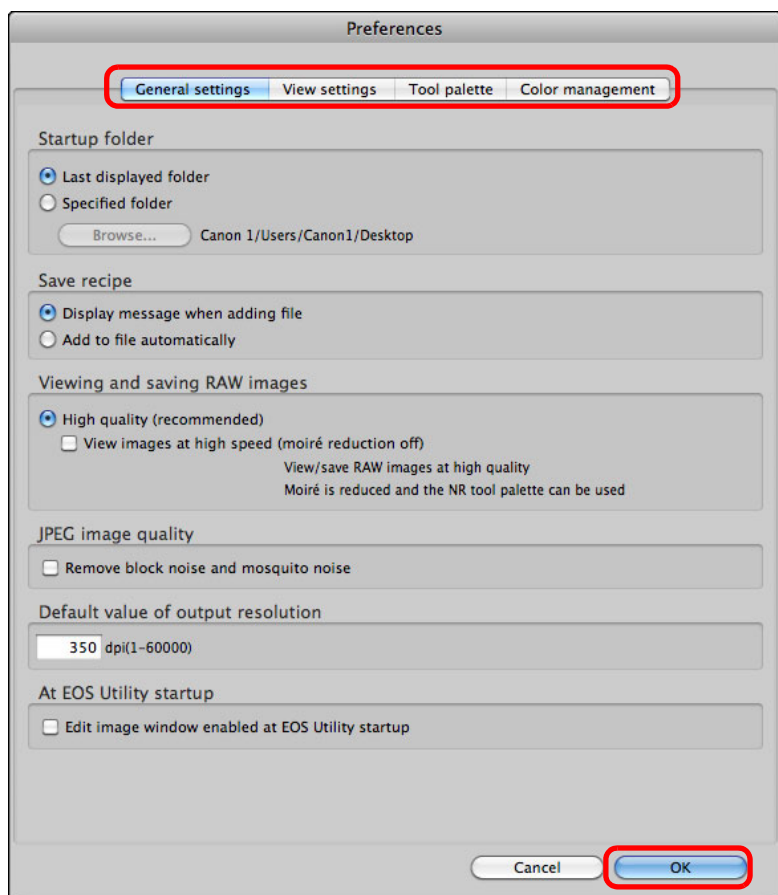 Preferences
General settings View settings Tool palette Color management
Startup folder
Last displayed folder
Specified folder
Browse... Canon 1/Users/Canon1/Desktop
Save recipe
Display message when adding file
Add to file automatically
Viewing and saving RAW images
High quality (recommended)
View images at high speed (moiré reduction off)
View/save RAW images at high quality
Moiré is reduced and the NR tool palette can be used
JPEG image quality
Remove block noise and mosquito noise
Default value of output resolution
350 dpi(1-60000)
At EOS Utility startup
Edit image window enabled at EOS Utility startup
Cancel OK